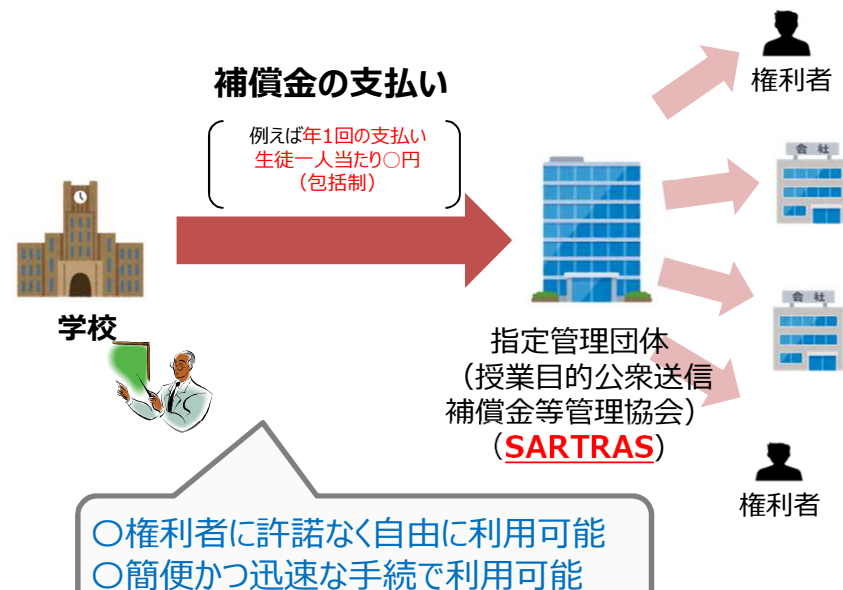 補償金の支払い
例えば年1回の支払い
生徒一人当たり○円
（包括制）
学校
指定管理団体
（授業目的公衆送信
補償金等管理協会）
（SARTRAS）
権利者
会社
会社
権利者
○権利者に許諾なく自由に利用可能
○簡便かつ迅速な手続で利用可能